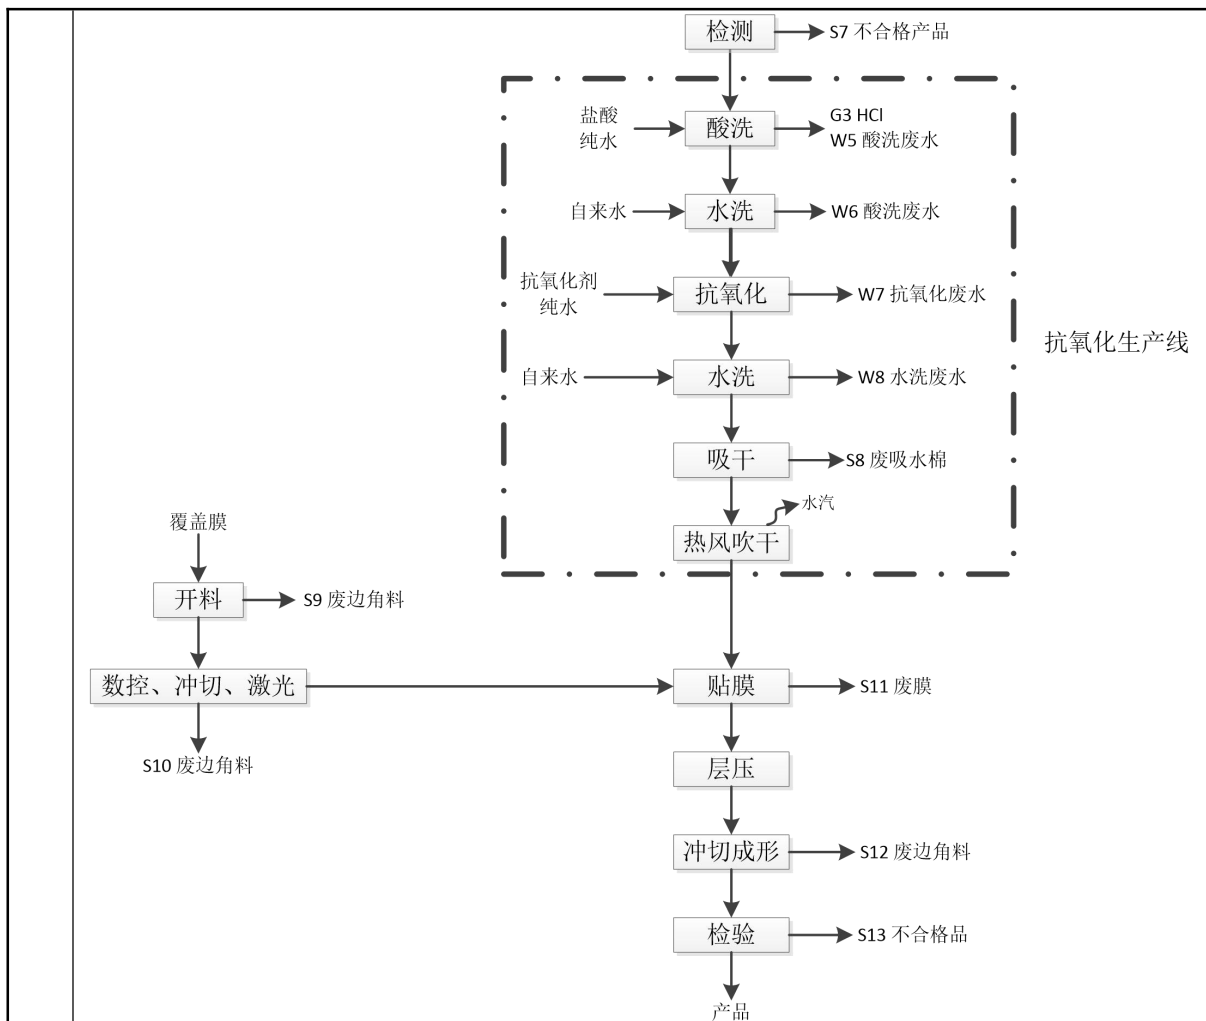 检测
S7 不合格产品
盐酸
纯水
酸洗
G3 HCl
W5 酸洗废水
自来水
水洗
W6 酸洗废水
抗氧化剂
纯水
抗氧化
W7 抗氧化废水
抗氧化生产线
自来水
水洗
W8 水洗废水
吸干
S8 废吸水棉
水汽
热风吹干
覆盖膜
开料
S9 废边角料
数控、冲切、激光
贴膜
S11 废膜
S10 废边角料
层压
冲切成形
S12 废边角料
检验
S13 不合格品
产品